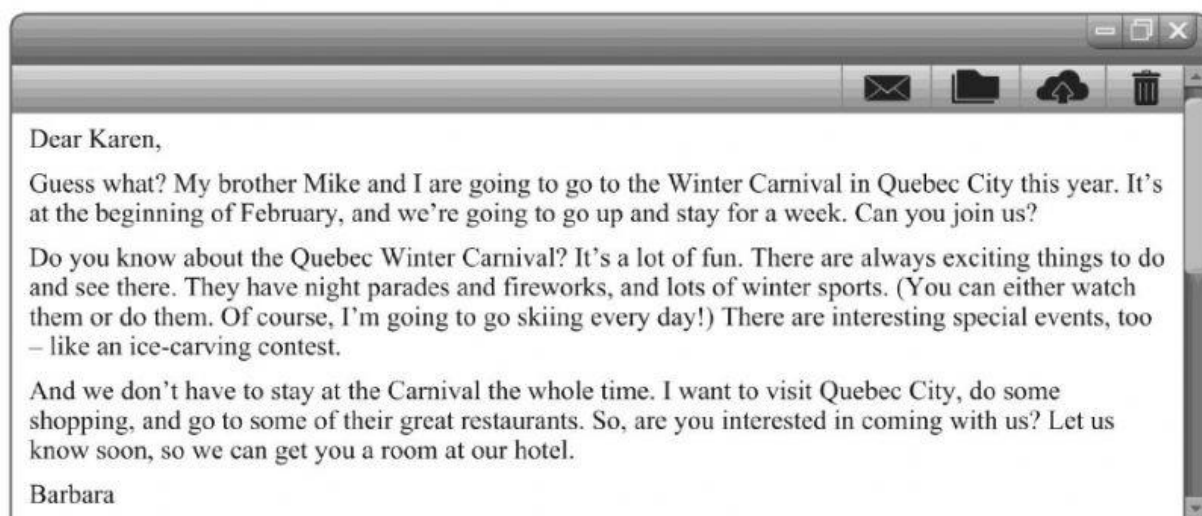 Dear Karen,
Guess what? My brother Mike and I are going to go to the Winter Carnival in Quebec City this year. It's
at the beginning of February, and we're going to go up and stay for a week. Can you join us?
Do you know about the Quebec Winter Carnival? It's a lot of fun. There are always exciting things to do
and see there. They have night parades and fireworks, and lots of winter sports. (You can either watch
them or do them. Of course, I'm going to go skiing every day!) There are interesting special events, too
– like an ice-carving contest.
And we don't have to stay at the Carnival the whole time. I want to visit Quebec City, do some
shopping, and go to some of their great restaurants. So, are you interested in coming with us? Let us
know soon, so we can get you a room at our hotel.
Barbara